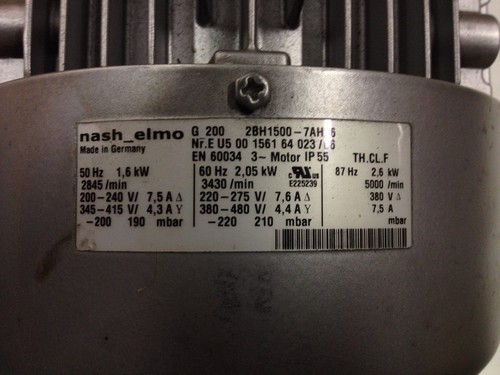 nash_elmo G 200 2BH1500-7AH 6
Made in Germany Nr.E U5 00 1561 64 023 /06
EN 60034 3~ Motor IP 55 TH.CL.F
50 Hz 1,6 kW 60 Hz 2,05 kW 87 Hz 2,6 kW
2845 /min 3430 /min E225239 5000 /min
200-240 V/ 7,5 A Δ 220-275 V/ 7,6 A Δ 380 V Δ
345-415 V/ 4,3 A Y 380-480 V/ 4,4 A Y 7,5 A
-200 190 mbar -220 210 mbar mbar